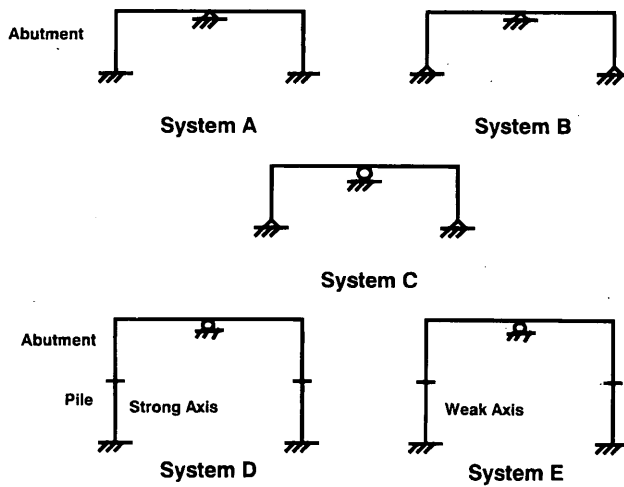 Abutment
System A
System B
System C
Abutment
Pile
Strong Axis
Weak Axis
System D
System E